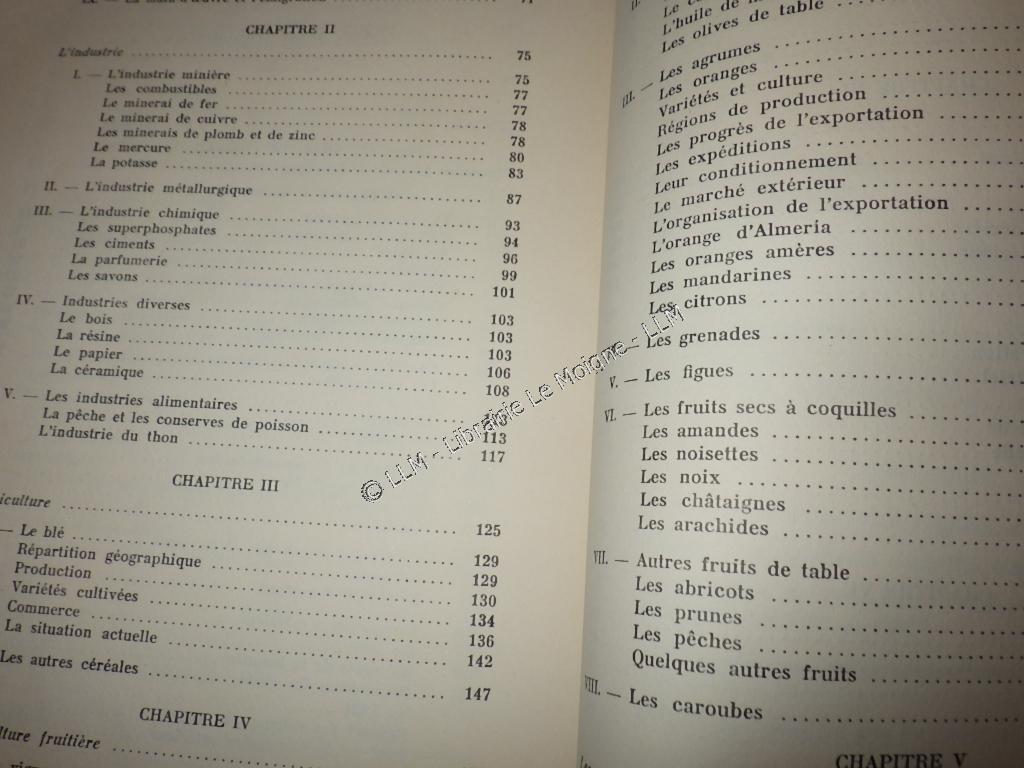 CHAPITRE II
L'industrie ........ 75
I. — L'industrie minière ........ 75
Les combustibles ........ 77
Le minerai de fer ........ 77
Le minerai de cuivre ........ 78
Les minerais de plomb et de zinc ........ 78
Le mercure ........ 80
La potasse ........ 83
II. — L'industrie métallurgique ........ 87
III. — L'industrie chimique ........ 93
Les superphosphates ........ 94
Les ciments ........ 96
La parfumerie ........ 99
Les savons ........ 101
IV. — Industries diverses ........ 103
Le bois ........ 103
La résine ........ 103
Le papier ........ 106
La céramique ........ 108
V. — Les industries alimentaires ........
La pêche et les conserves de poisson ........ 113
L'industrie du thon ........ 117
CHAPITRE III
iculture ........ 125
— Le blé ........ 129
Répartition géographique ........ 129
Production ........ 130
Variétés cultivées ........ 134
Commerce ........ 136
La situation actuelle ........ 142
Les autres céréales ........ 147
CHAPITRE IV
lture fruitière ........
II.
L'huile de
Les olives de table ........
III. — Les agrumes ........
Les oranges ........
Variétés et culture ........
Régions de production ........
Les progrès de l'exportation ........
Les expéditions ........
Leur conditionnement ........
Le marché extérieur ........
L'organisation de l'exportation ........
L'orange d'Almeria ........
Les oranges amères ........
Les mandarines ........
Les citrons ........
— Les grenades ........
V. — Les figues ........
VI. — Les fruits secs à coquilles ........
Les amandes ........
Les noisettes ........
Les noix ........
Les châtaignes ........
Les arachides ........
VII. — Autres fruits de table ........
Les abricots ........
Les prunes ........
Les pêches ........
Quelques autres fruits ........
VIII. — Les caroubes ........
CHAPITRE V
© LLM - Librairie Le Moigne - LLM